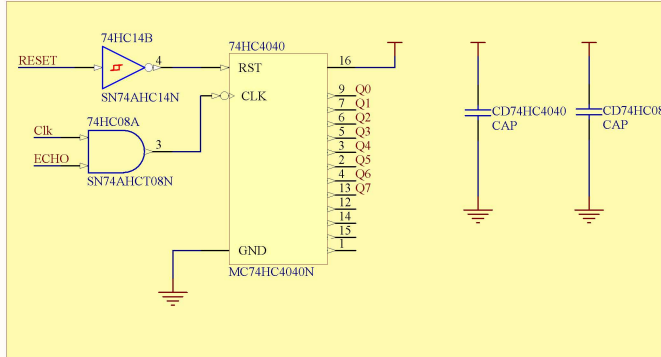 74HC14B
RESET
4
SN74AHC14N
74HC08A
Clk
ECHO
3
SN74AHCT08N
74HC4040
RST
CLK
GND
MC74HC4040N
16
9 Q0
7 Q1
6 Q2
5 Q3
3 Q4
2 Q5
4 Q6
13 Q7
12
14
15
1
CD74HC4040
CAP
CD74HC08
CAP